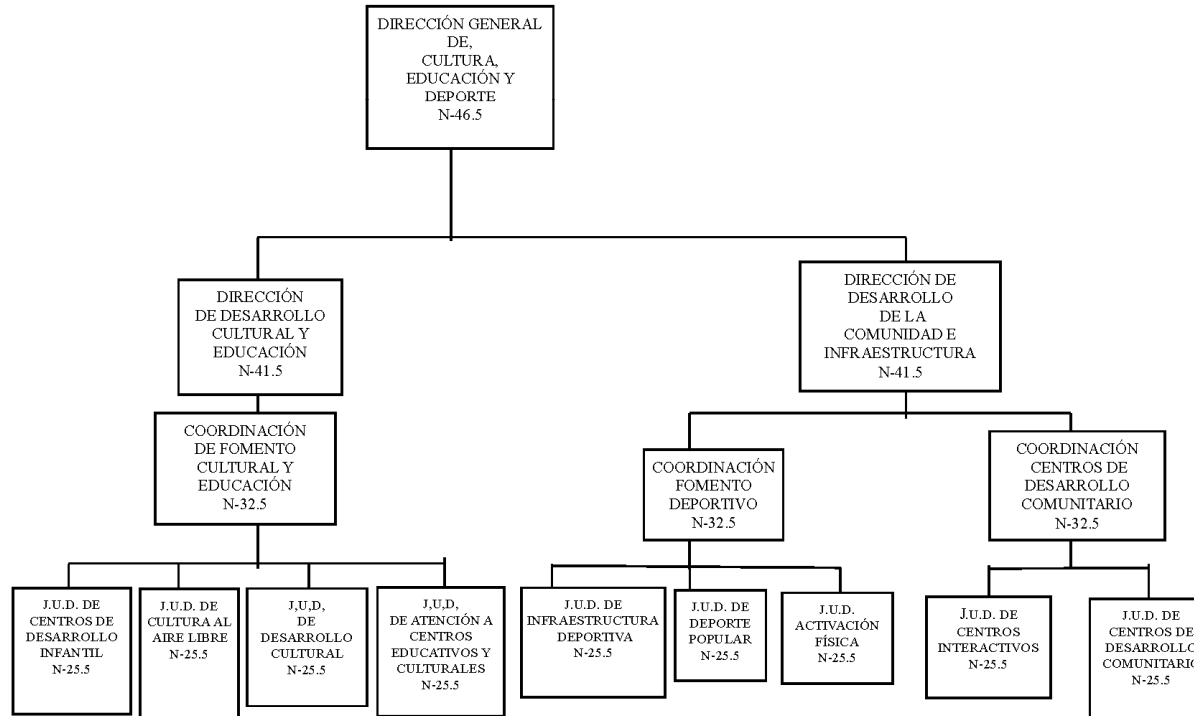 DIRECCIÓN GENERAL
DE,
CULTURA,
EDUCACIÓN Y
DEPORTE
N-46.5
DIRECCIÓN
DE DESARROLLO
CULTURAL Y
EDUCACIÓN
N-41.5
DIRECCIÓN DE
DESARROLLO
DE LA
COMUNIDAD E
INFRAESTRUCTURA
N-41.5
COORDINACIÓN
DE FOMENTO
CULTURAL Y
EDUCACIÓN
N-32.5
COORDINACIÓN
FOMENTO
DEPORTIVO
N-32.5
COORDINACIÓN
CENTROS DE
DESARROLLO
COMUNITARIO
N-32.5
J.U.D. DE
CENTROS DE
DESARROLLO
INFANTIL
N-25.5
J.U.D. DE
CULTURA AL
AIRE LIBRE
N-25.5
J,U,D,
DE
DESARROLLO
CULTURAL
N-25.5
J,U,D,
DE ATENCIÓN A
CENTROS
EDUCATIVOS Y
CULTURALES
N-25.5
J.U.D. DE
INFRAESTRUCTURA
DEPORTIVA
N-25.5
J.U.D. DE
DEPORTE
POPULAR
N-25.5
J.U.D.
ACTIVACIÓN
FÍSICA
N-25.5
J.U.D. DE
CENTROS
INTERACTIVOS
N-25.5
J.U.D. DE
CENTROS DE
DESARROLLO
COMUNITARIO
N-25.5